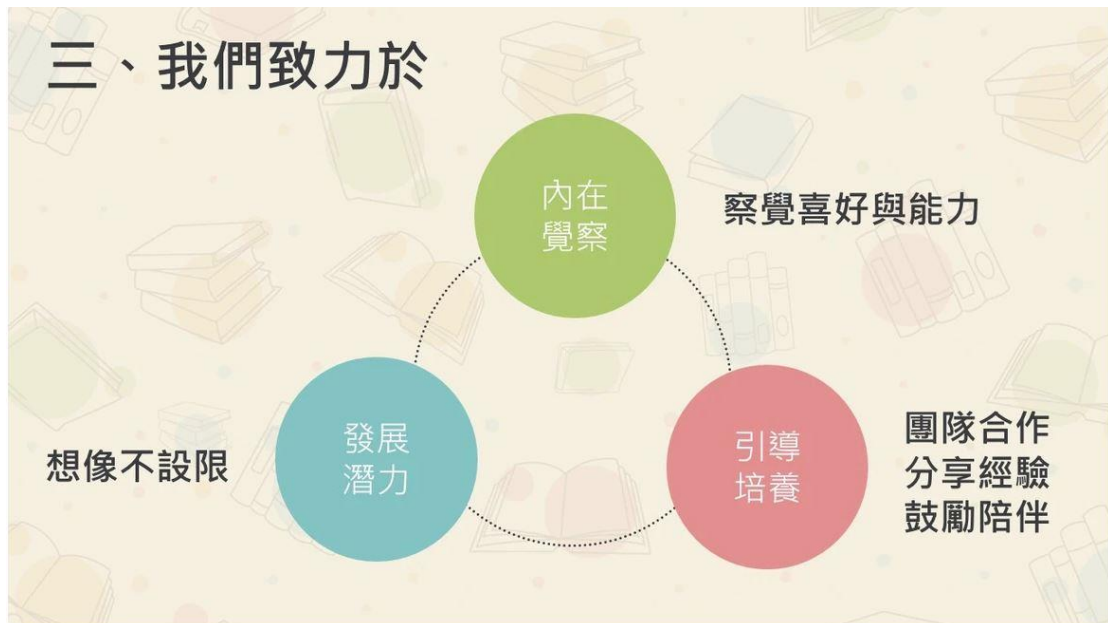 三、我們致力於
內在
覺察
察覺喜好與能力
發展
潛力
想像不設限
引導
培養
團隊合作
分享經驗
鼓勵陪伴